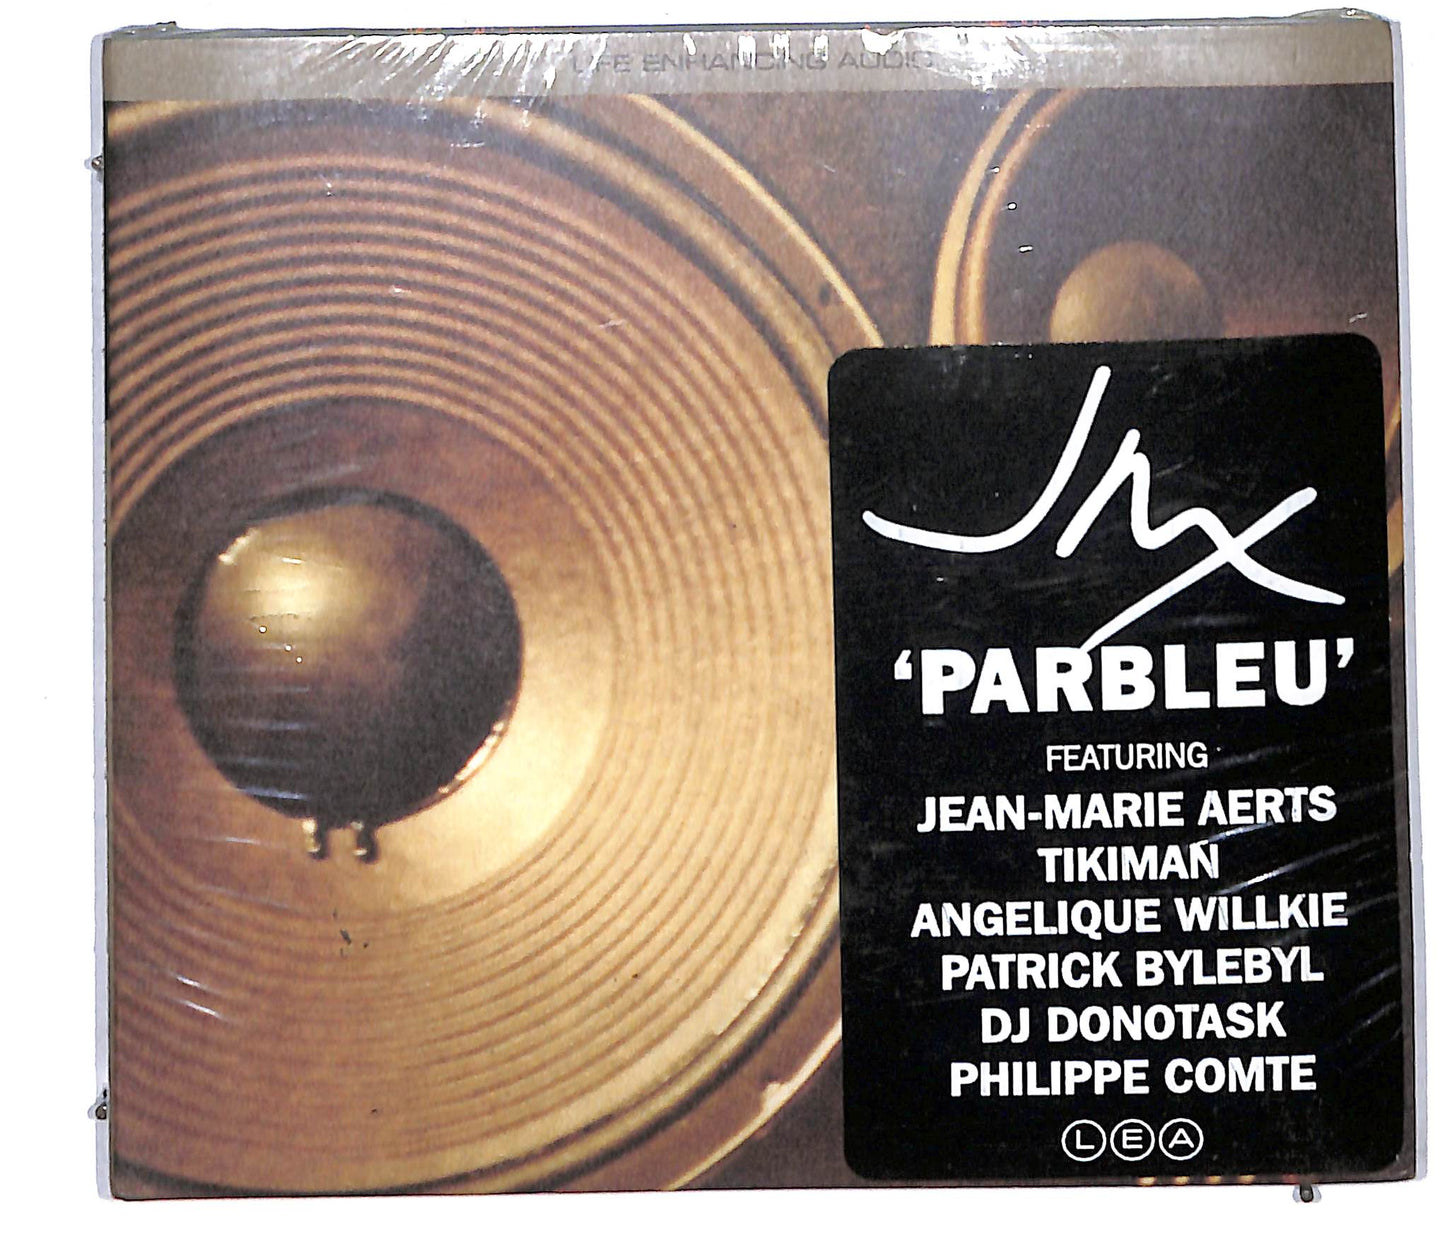 LIFE ENHANCING AUDIO
JMX
‘PARBLEU’
FEATURING
JEAN-MARIE AERTS
TIKIMAN
ANGELIQUE WILLKIE
PATRICK BYLEBYL
DJ DONOTASK
PHILIPPE COMTE
LEA